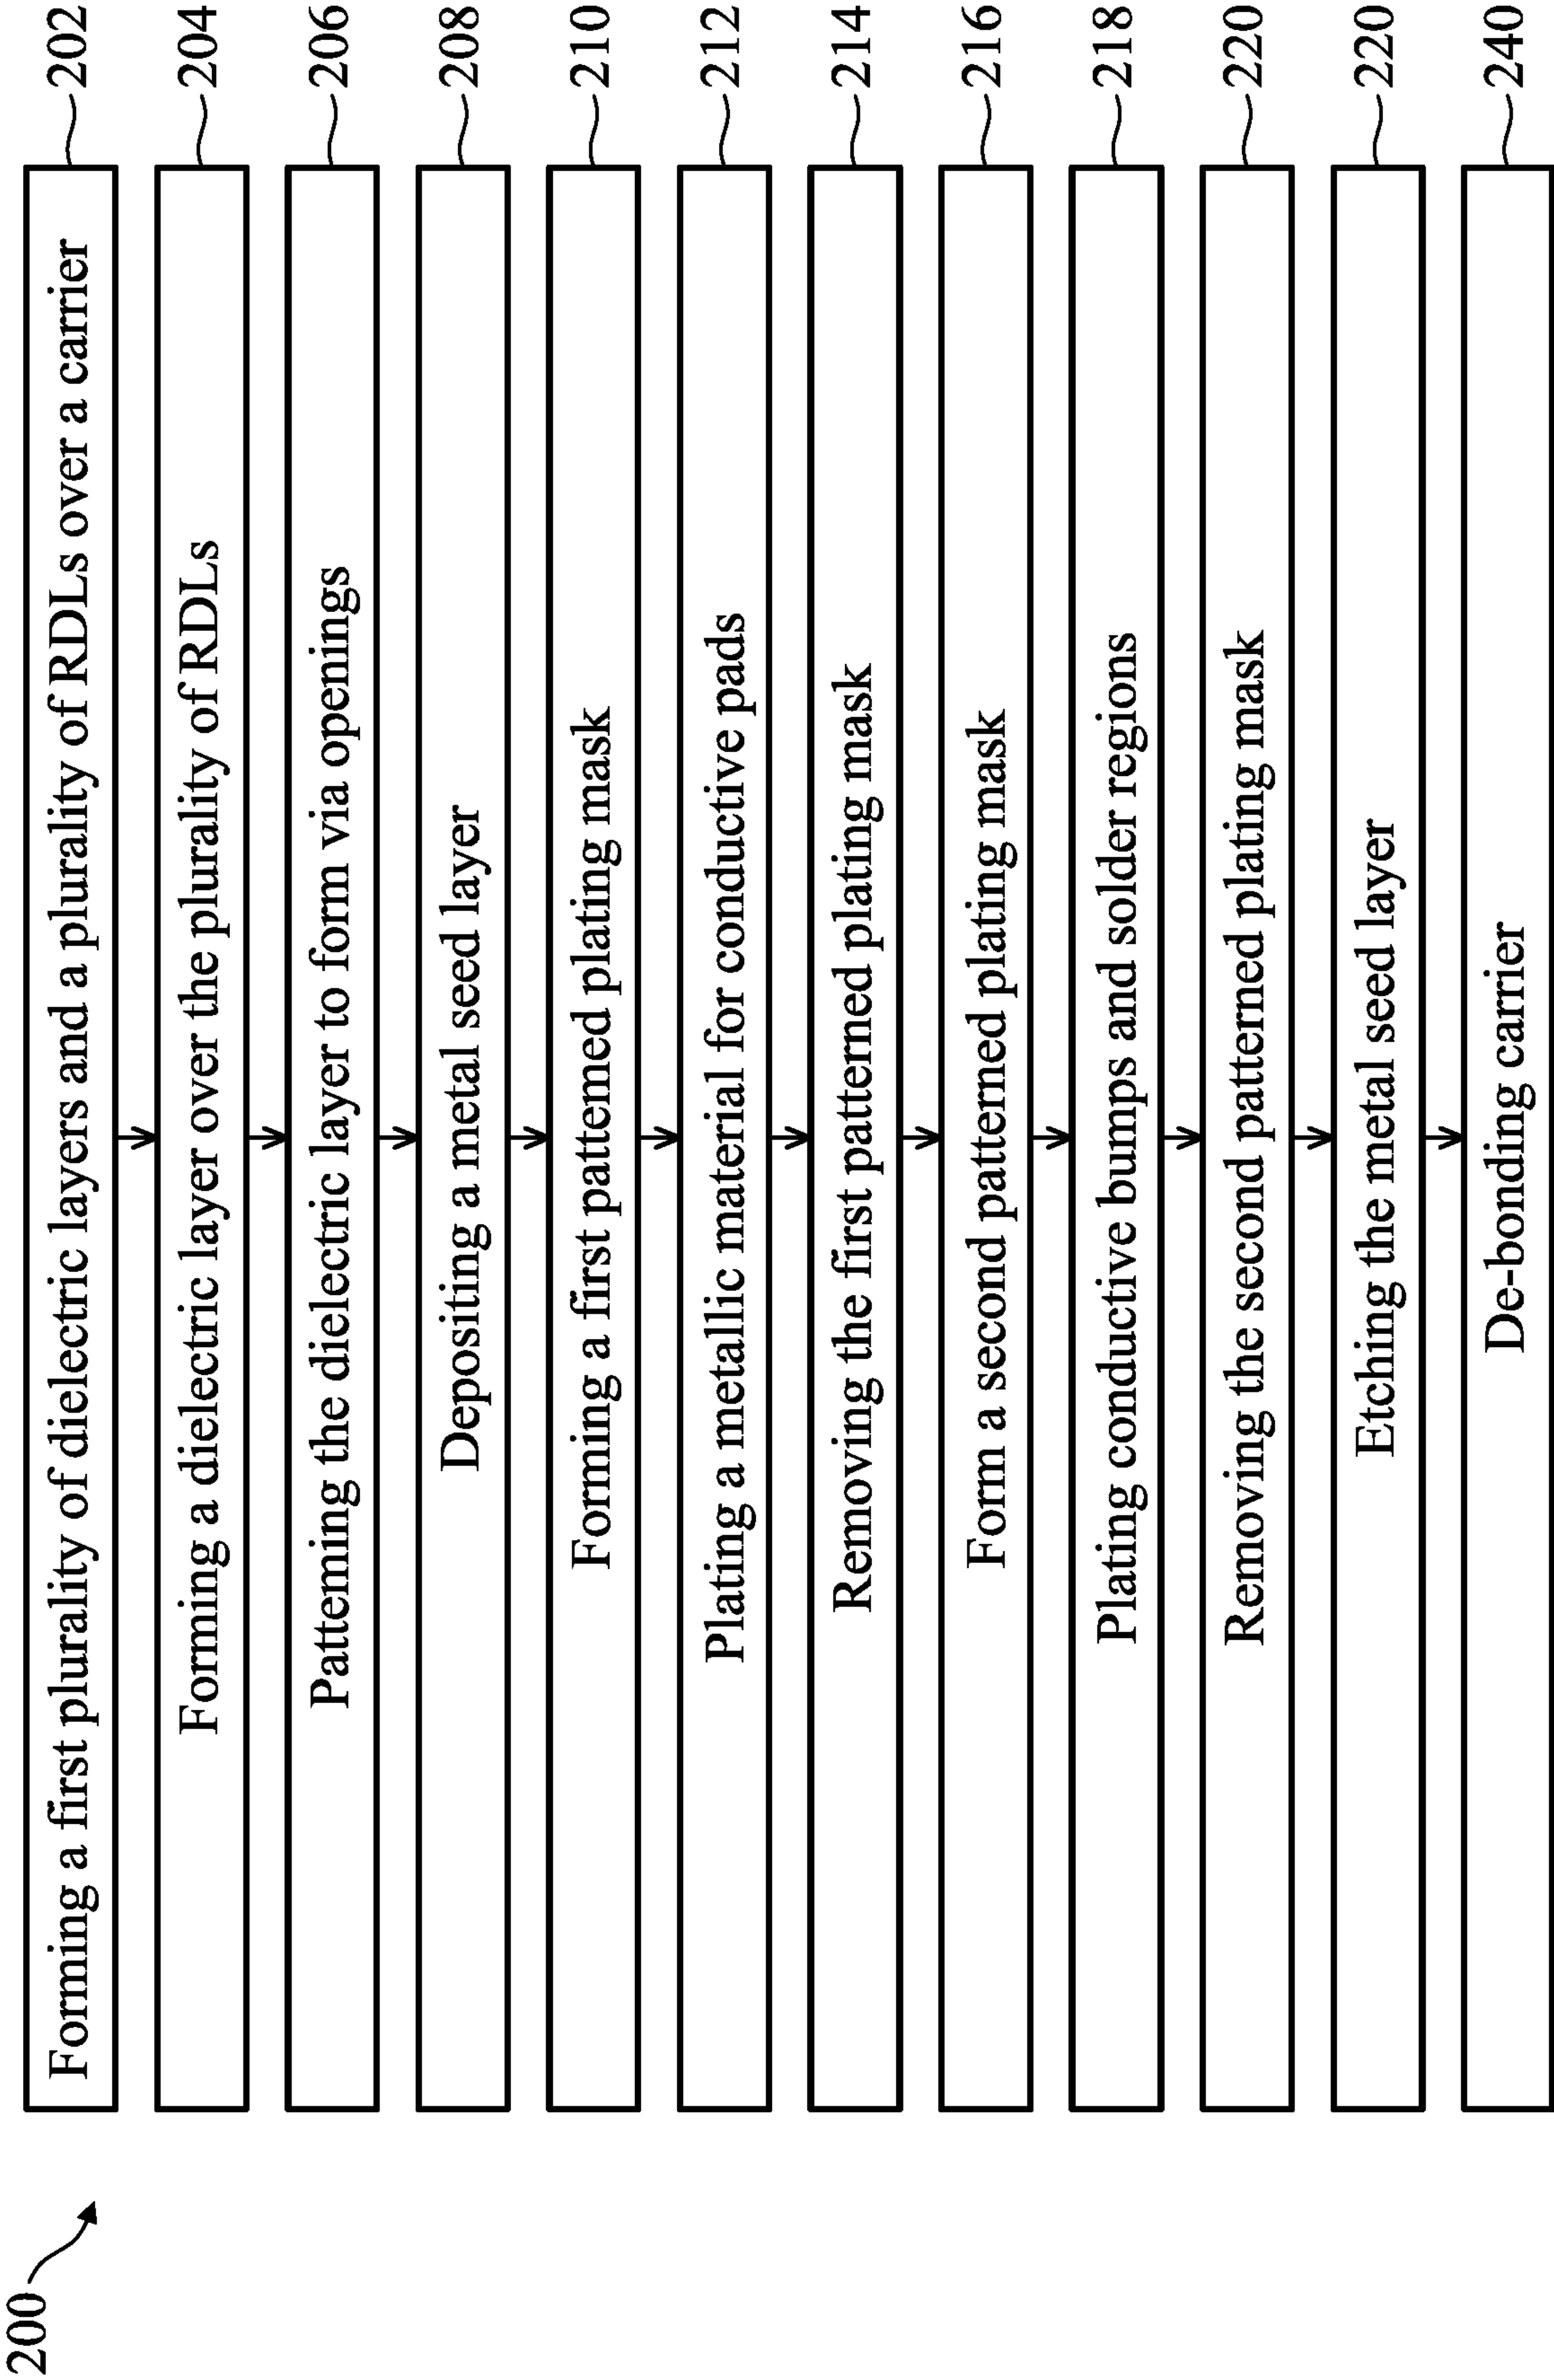 200
Forming a first plurality of dielectric layers and a plurality of RDLs over a carrier 202
Forming a dielectric layer over the plurality of RDLs 204
Patterning the dielectric layer to form via openings 206
Depositing a metal seed layer 208
Forming a first patterned plating mask 210
Plating a metallic material for conductive pads 212
Removing the first patterned plating mask 214
Form a second patterned plating mask 216
Plating conductive bumps and solder regions 218
Removing the second patterned plating mask 220
Etching the metal seed layer 220
De-bonding carrier 240